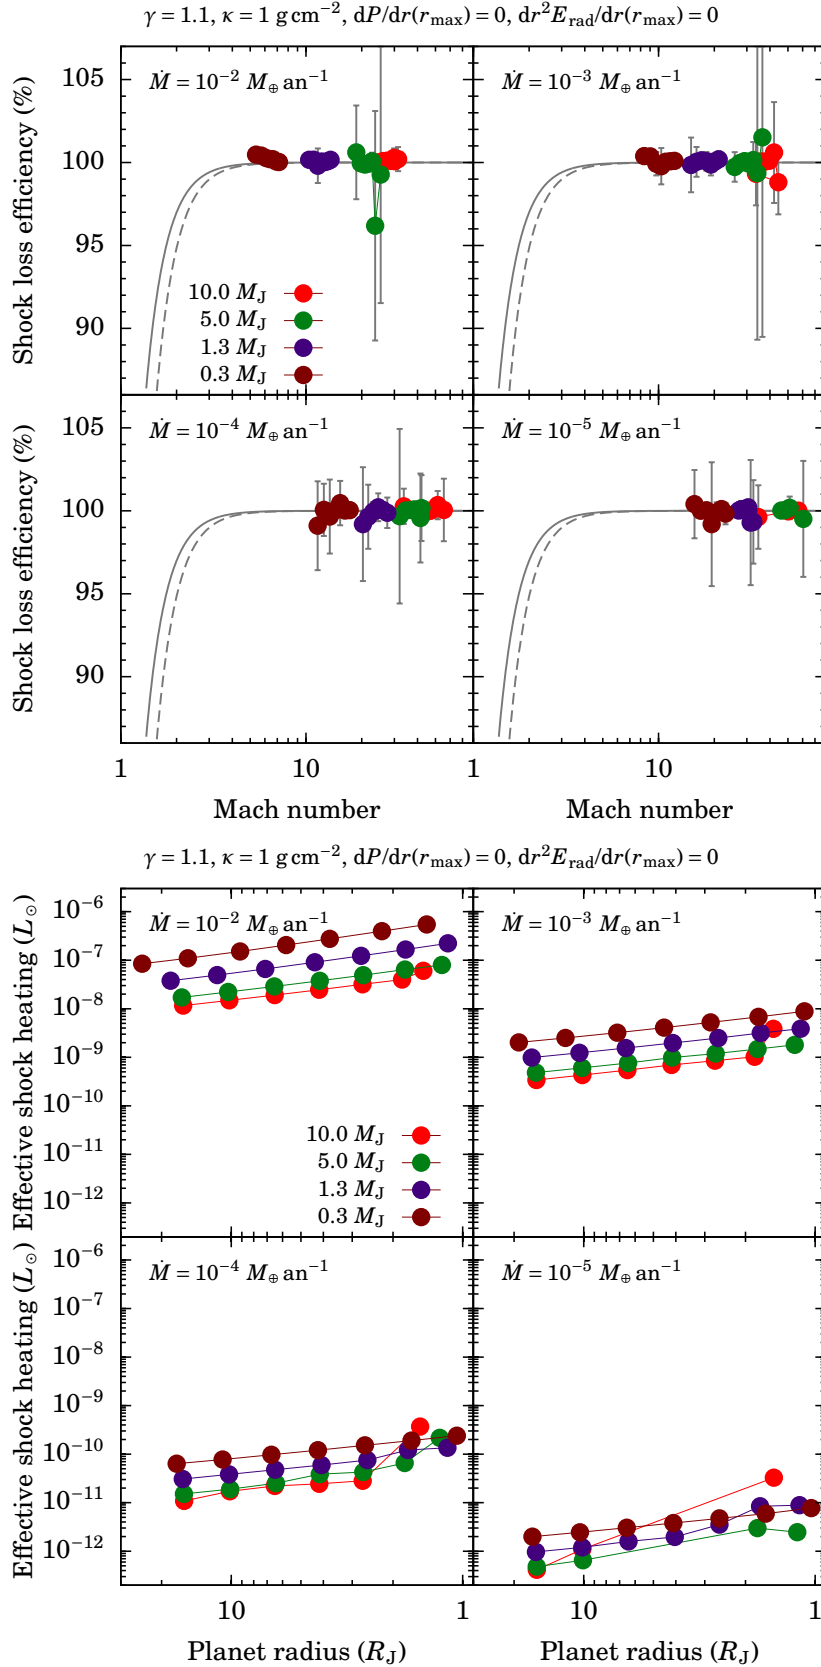 γ = 1.1, κ = 1 g cm⁻², dP/dr(r_max) = 0, dr²E_rad/dr(r_max) = 0
Shock loss efficiency (%)
105
100
95
90
Ṁ = 10⁻² M⊕ an⁻¹
10.0 M_J
5.0 M_J
1.3 M_J
0.3 M_J
Ṁ = 10⁻³ M⊕ an⁻¹
Shock loss efficiency (%)
105
100
95
90
Ṁ = 10⁻⁴ M⊕ an⁻¹
Ṁ = 10⁻⁵ M⊕ an⁻¹
1
10
1
10
Mach number
Mach number
γ = 1.1, κ = 1 g cm⁻², dP/dr(r_max) = 0, dr²E_rad/dr(r_max) = 0
Effective shock heating (L⊙)
10⁻⁶
10⁻⁷
10⁻⁸
10⁻⁹
10⁻¹⁰
10⁻¹¹
10⁻¹²
Ṁ = 10⁻² M⊕ an⁻¹
10.0 M_J
5.0 M_J
1.3 M_J
0.3 M_J
Ṁ = 10⁻³ M⊕ an⁻¹
Effective shock heating (L⊙)
10⁻⁶
10⁻⁷
10⁻⁸
10⁻⁹
10⁻¹⁰
10⁻¹¹
10⁻¹²
Ṁ = 10⁻⁴ M⊕ an⁻¹
Ṁ = 10⁻⁵ M⊕ an⁻¹
10
1
10
1
Planet radius (R_J)
Planet radius (R_J)